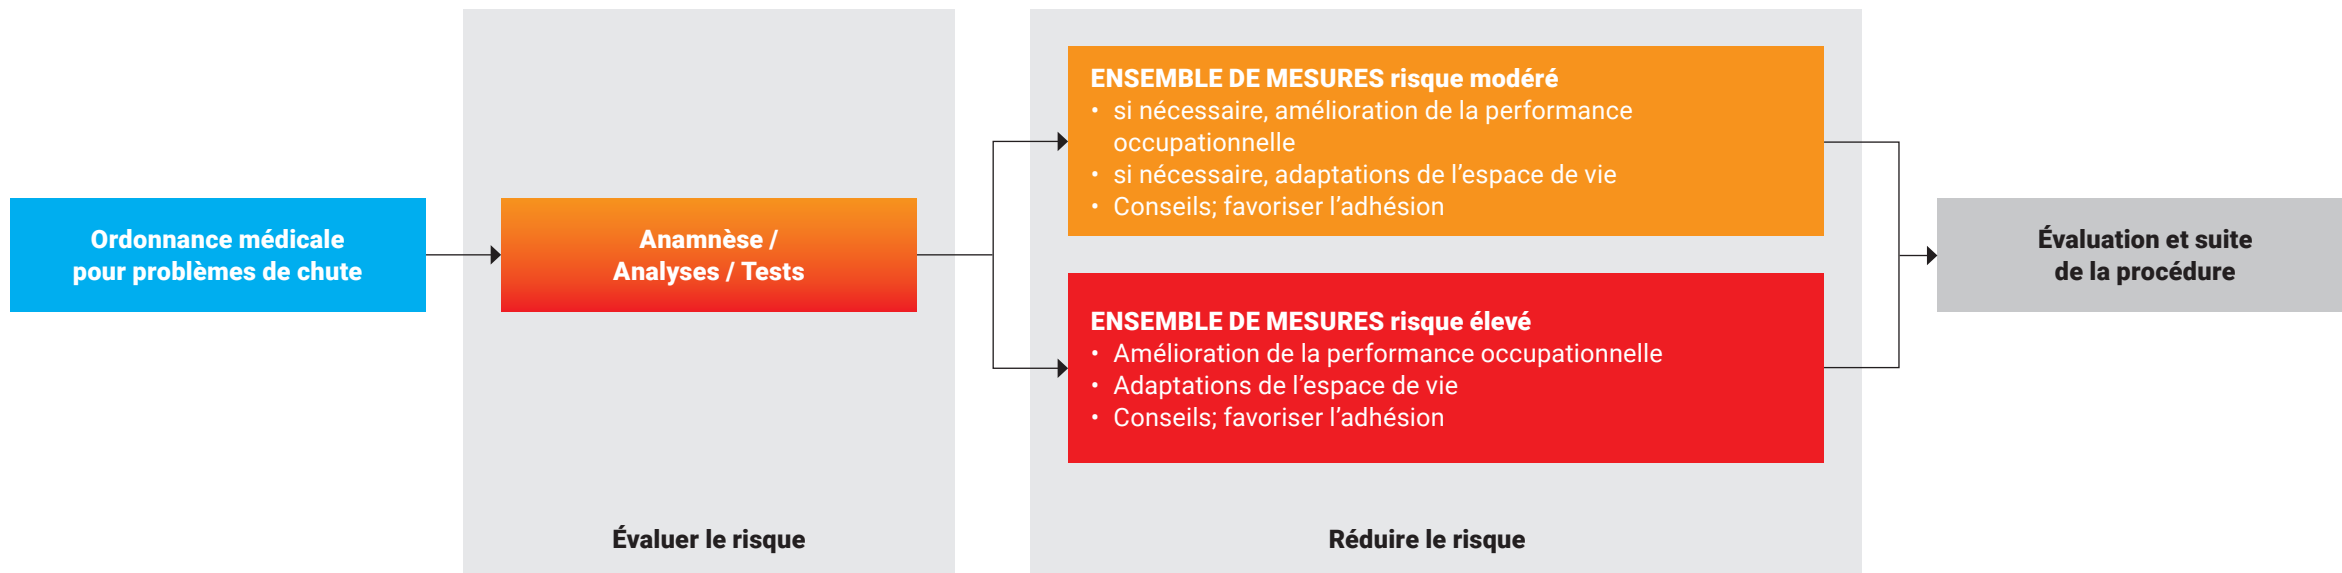 Ordonnance médicale
pour problèmes de chute
Anamnèse /
Analyses / Tests
Évaluer le risque
ENSEMBLE DE MESURES risque modéré
• si nécessaire, amélioration de la performance
occupationnelle
• si nécessaire, adaptations de l’espace de vie
• Conseils; favoriser l’adhésion
ENSEMBLE DE MESURES risque élevé
• Amélioration de la performance occupationnelle
• Adaptations de l’espace de vie
• Conseils; favoriser l’adhésion
Réduire le risque
Évaluation et suite
de la procédure